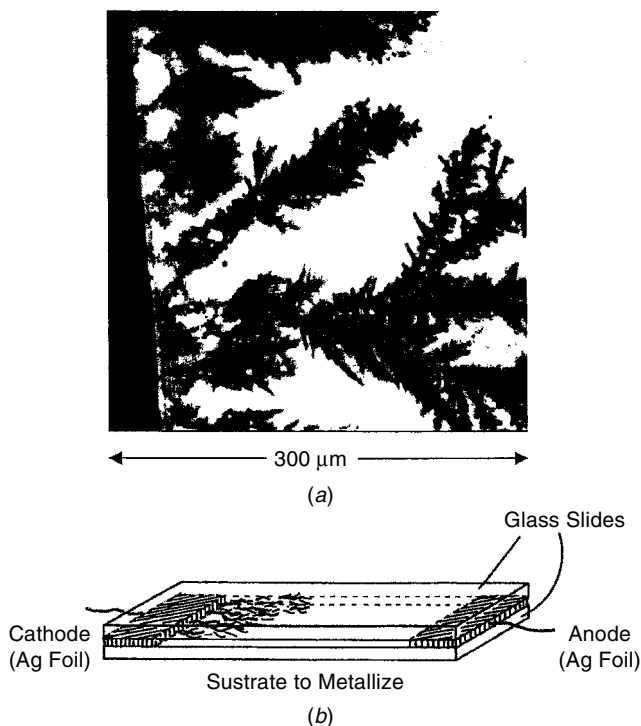 300 μm
(a)
Glass Slides
Cathode
(Ag Foil)
Anode
(Ag Foil)
Sustrate to Metallize
(b)